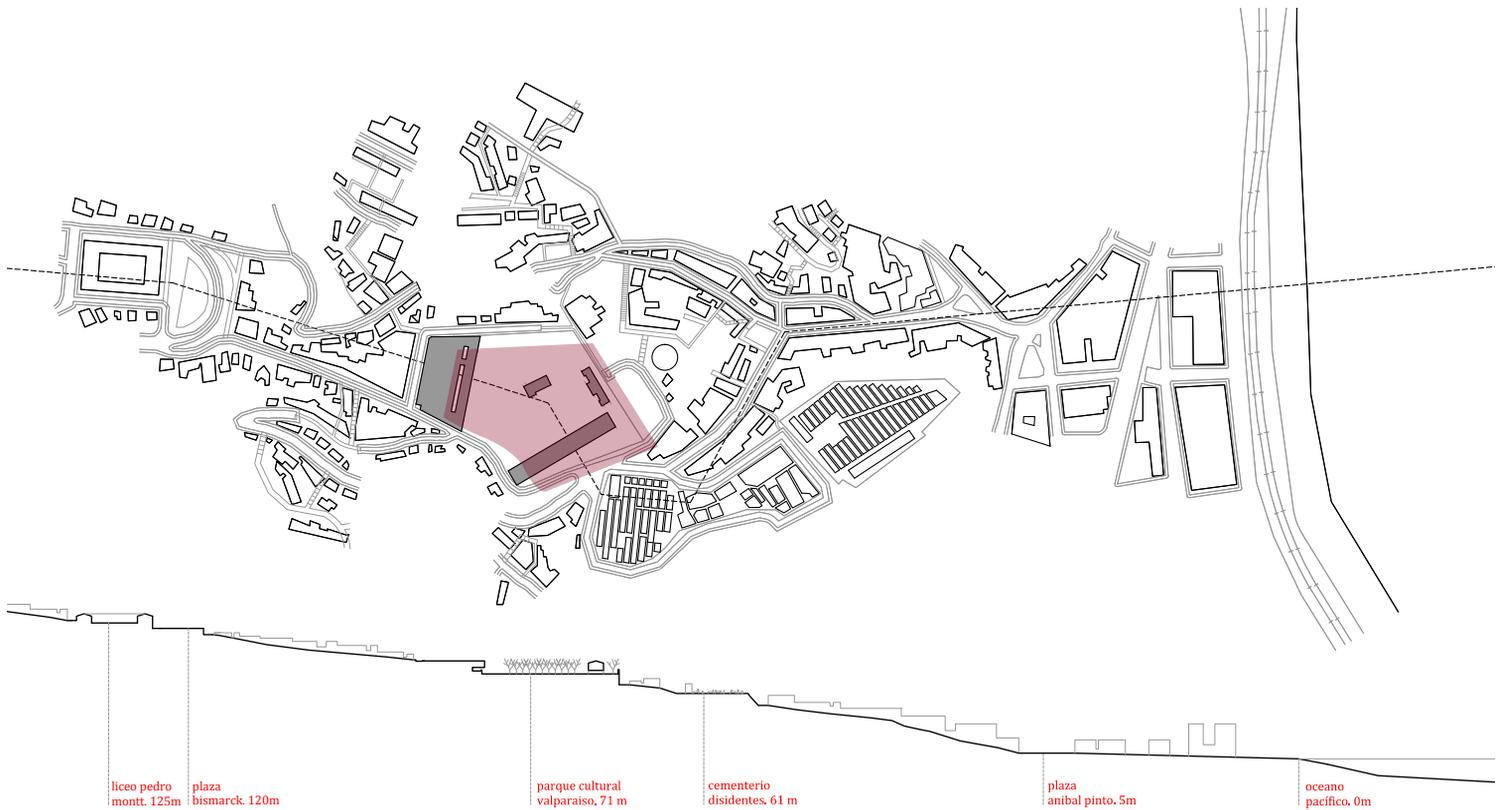 liceo pedro
montt. 125m
plaza
bismarck. 120m
parque cultural
valparaiso, 71 m
cementerio
disidentes. 61 m
plaza
anibal pinto. 5m
oceano
pacífico. 0m